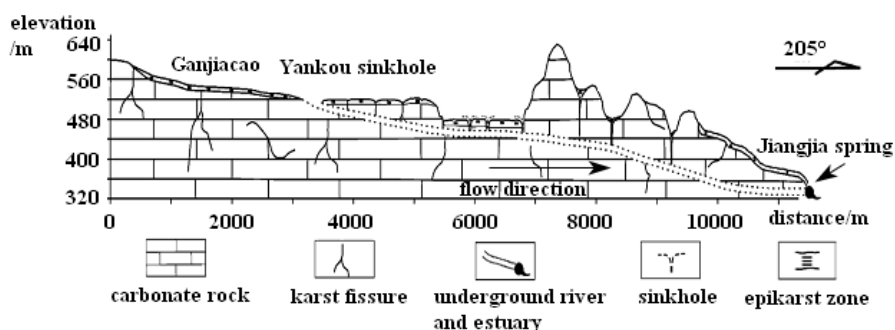 elevation
/m
640
560
480
400
320
Ganjiacao
Yankou sinkhole
205°
Jiangjia spring
flow direction
0
2000
4000
6000
8000
10000
distance/m
carbonate rock
karst fissure
underground river
and estuary
sinkhole
epikarst zone